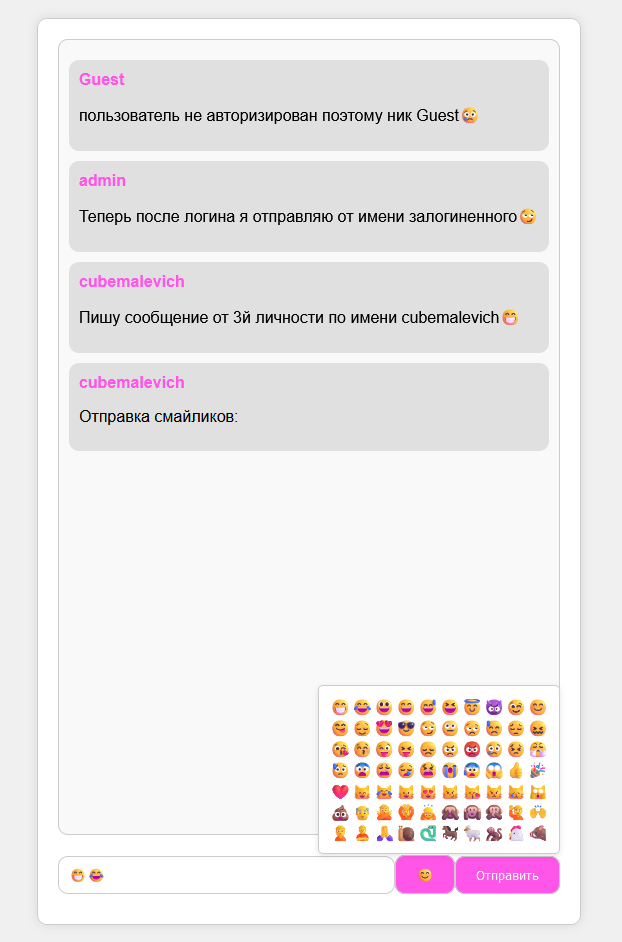 Guest
пользователь не авторизирован поэтому ник Guest
admin
Теперь после логина я отправляю от имени залогиненного
cubemalevich
Пишу сообщение от 3й личности по имени cubemalevich
cubemalevich
Отправка смайликов:
Отправить